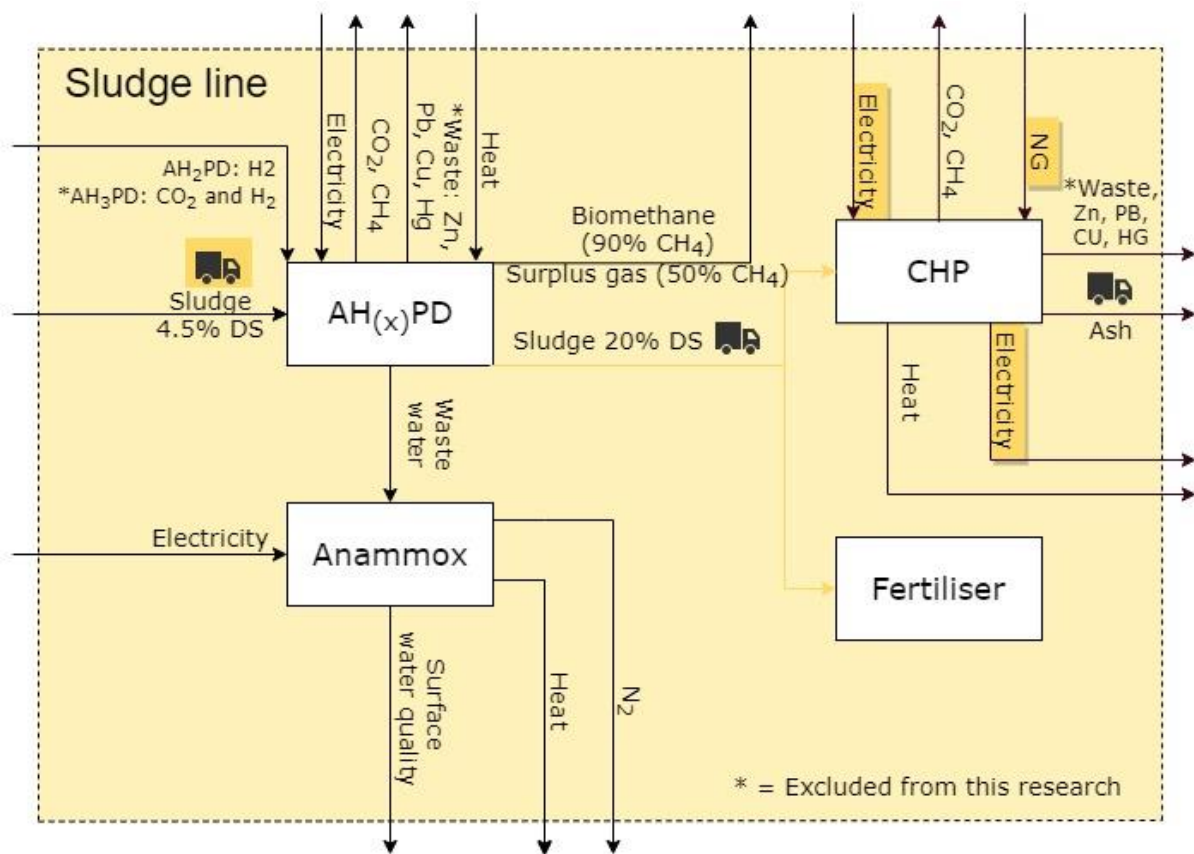 Sludge line
Electricity
CO₂, CH₄
Pb, Cu, Hg
*Waste: Zn,
Heat
Electricity
CO₂, CH₄
NG
AH₂PD: H2
*AH₃PD: CO₂ and H₂
*Waste,
Zn, PB,
CU, HG
Biomethane
(90% CH₄)
Surplus gas (50% CH₄)
CHP
Sludge
4.5% DS
AH₍ₓ₎PD
Sludge 20% DS
Ash
Heat
Electricity
Waste
water
Electricity
Anammox
Fertiliser
Surface
water quality
Heat
N₂
* = Excluded from this research